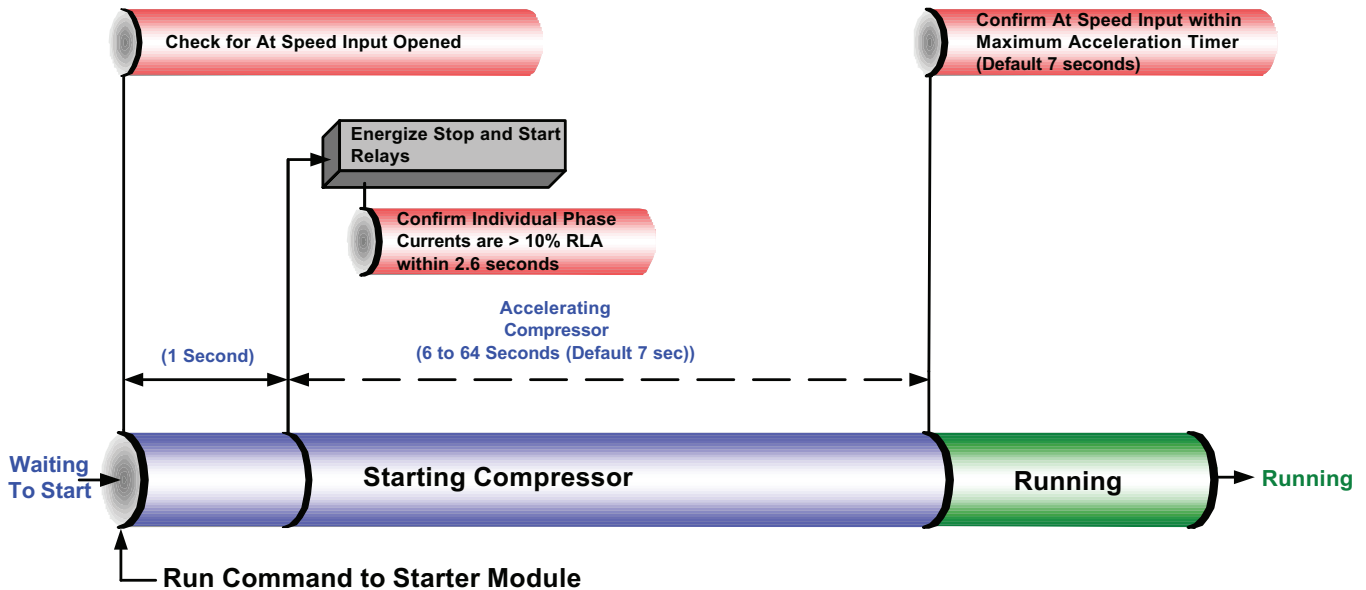 Check for At Speed Input Opened
Confirm At Speed Input within
Maximum Acceleration Timer
(Default 7 seconds)
Energize Stop and Start
Relays
Confirm Individual Phase
Currents are > 10% RLA
within 2.6 seconds
Accelerating
Compressor
(6 to 64 Seconds (Default 7 sec))
(1 Second)
Waiting
To Start
Starting Compressor
Running
Running
Run Command to Starter Module